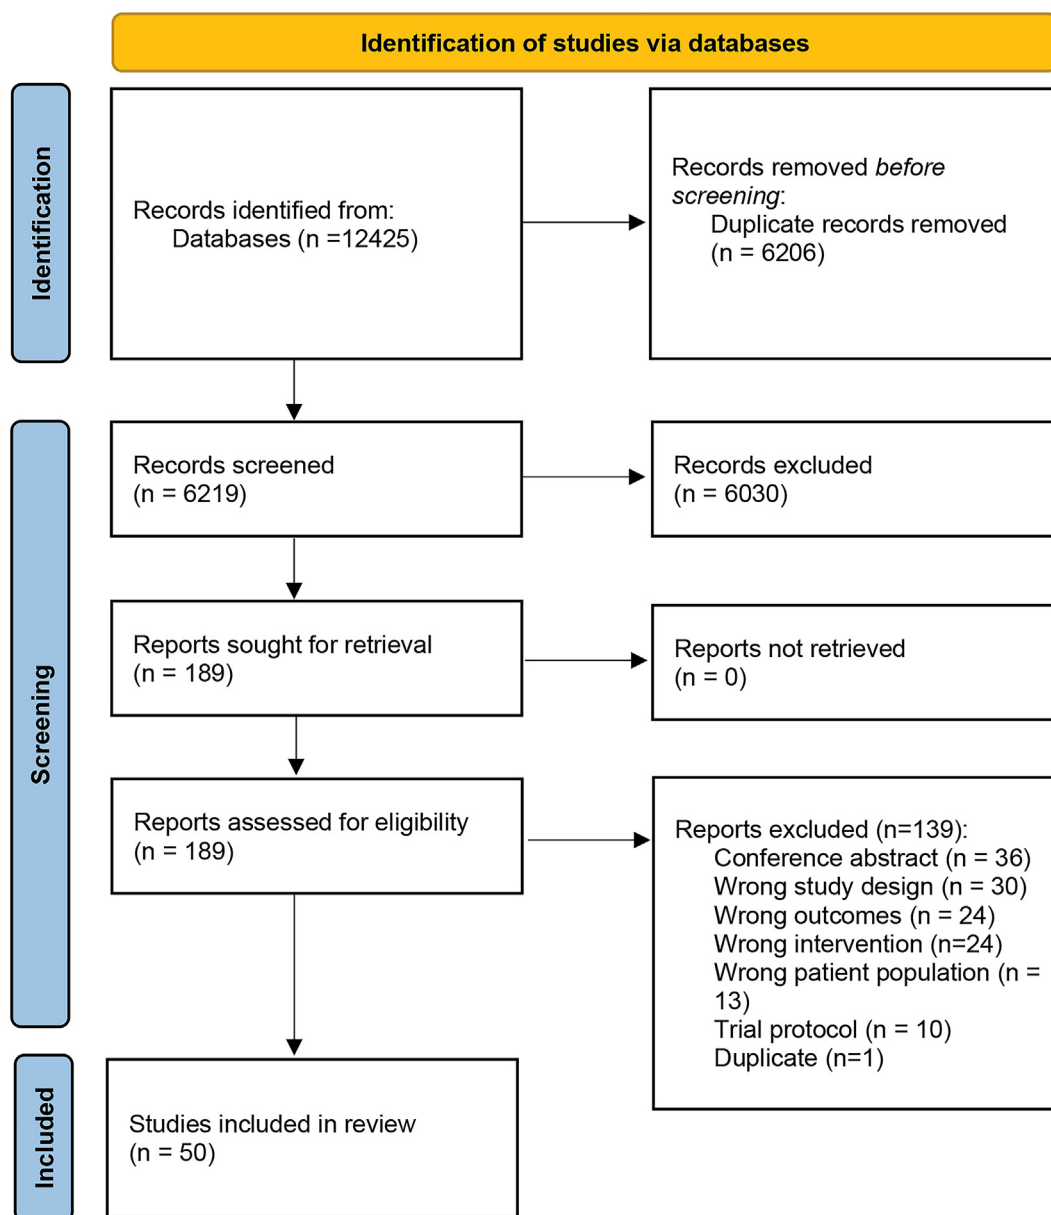 Identification of studies via databases
Identification
Records identified from:
Databases (n =12425)
Records removed before
screening:
Duplicate records removed
(n = 6206)
Screening
Records screened
(n = 6219)
Records excluded
(n = 6030)
Reports sought for retrieval
(n = 189)
Reports not retrieved
(n = 0)
Reports assessed for eligibility
(n = 189)
Reports excluded (n=139):
Conference abstract (n = 36)
Wrong study design (n = 30)
Wrong outcomes (n = 24)
Wrong intervention (n=24)
Wrong patient population (n =
13)
Trial protocol (n = 10)
Duplicate (n=1)
Included
Studies included in review
(n = 50)